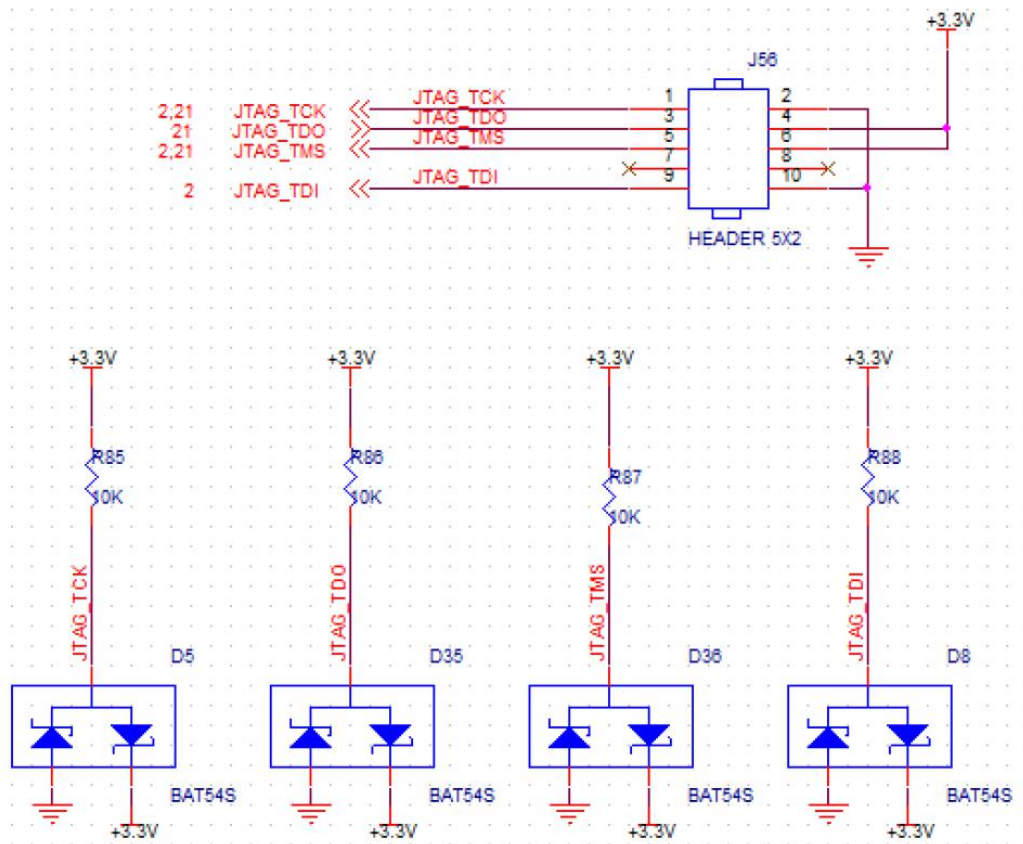 +3.3V
J56
JTAG_TCK 1 2
2,21 JTAG_TCK JTAG_TDO 3 4
21 JTAG_TDO JTAG_TMS 5 6
2,21 JTAG_TMS 7 8
JTAG_TDI 9 10
2 JTAG_TDI
HEADER 5X2
+3.3V +3.3V +3.3V +3.3V
R85 R86 R87 R88
10K 10K 10K 10K
JTAG_TCK JTAG_TDO JTAG_TMS JTAG_TDI
D5 D35 D36 D8
BAT54S BAT54S BAT54S BAT54S
+3.3V +3.3V +3.3V +3.3V